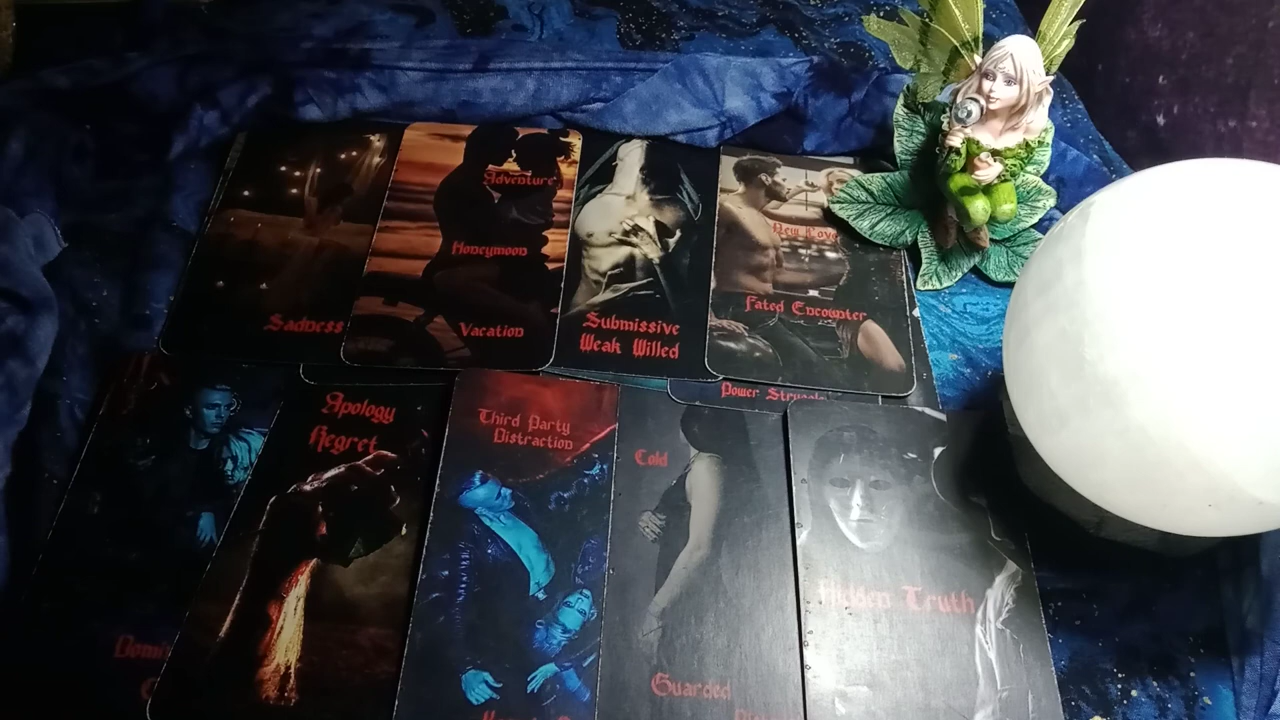 Sadness
Adventure
Honeymoon
Vacation
Submissive
Weak Willed
New Love
Fated Encounter
Power
Apology
Regret
Third Party
Distraction
Cold
Guarded
Hidden Truth